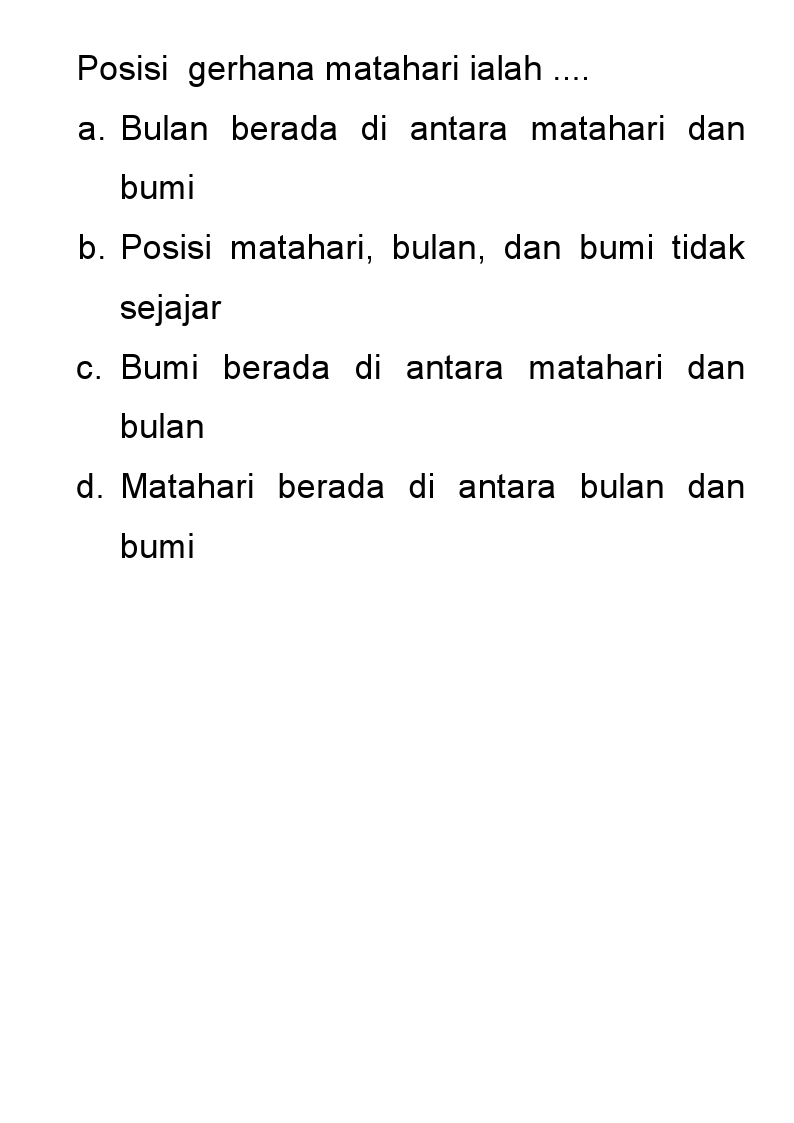 Posisi  gerhana matahari ialah ....
a. Bulan berada di antara matahari dan
bumi
b. Posisi matahari, bulan, dan bumi tidak
sejajar
c. Bumi berada di antara matahari dan
bulan
d. Matahari berada di antara bulan dan
bumi